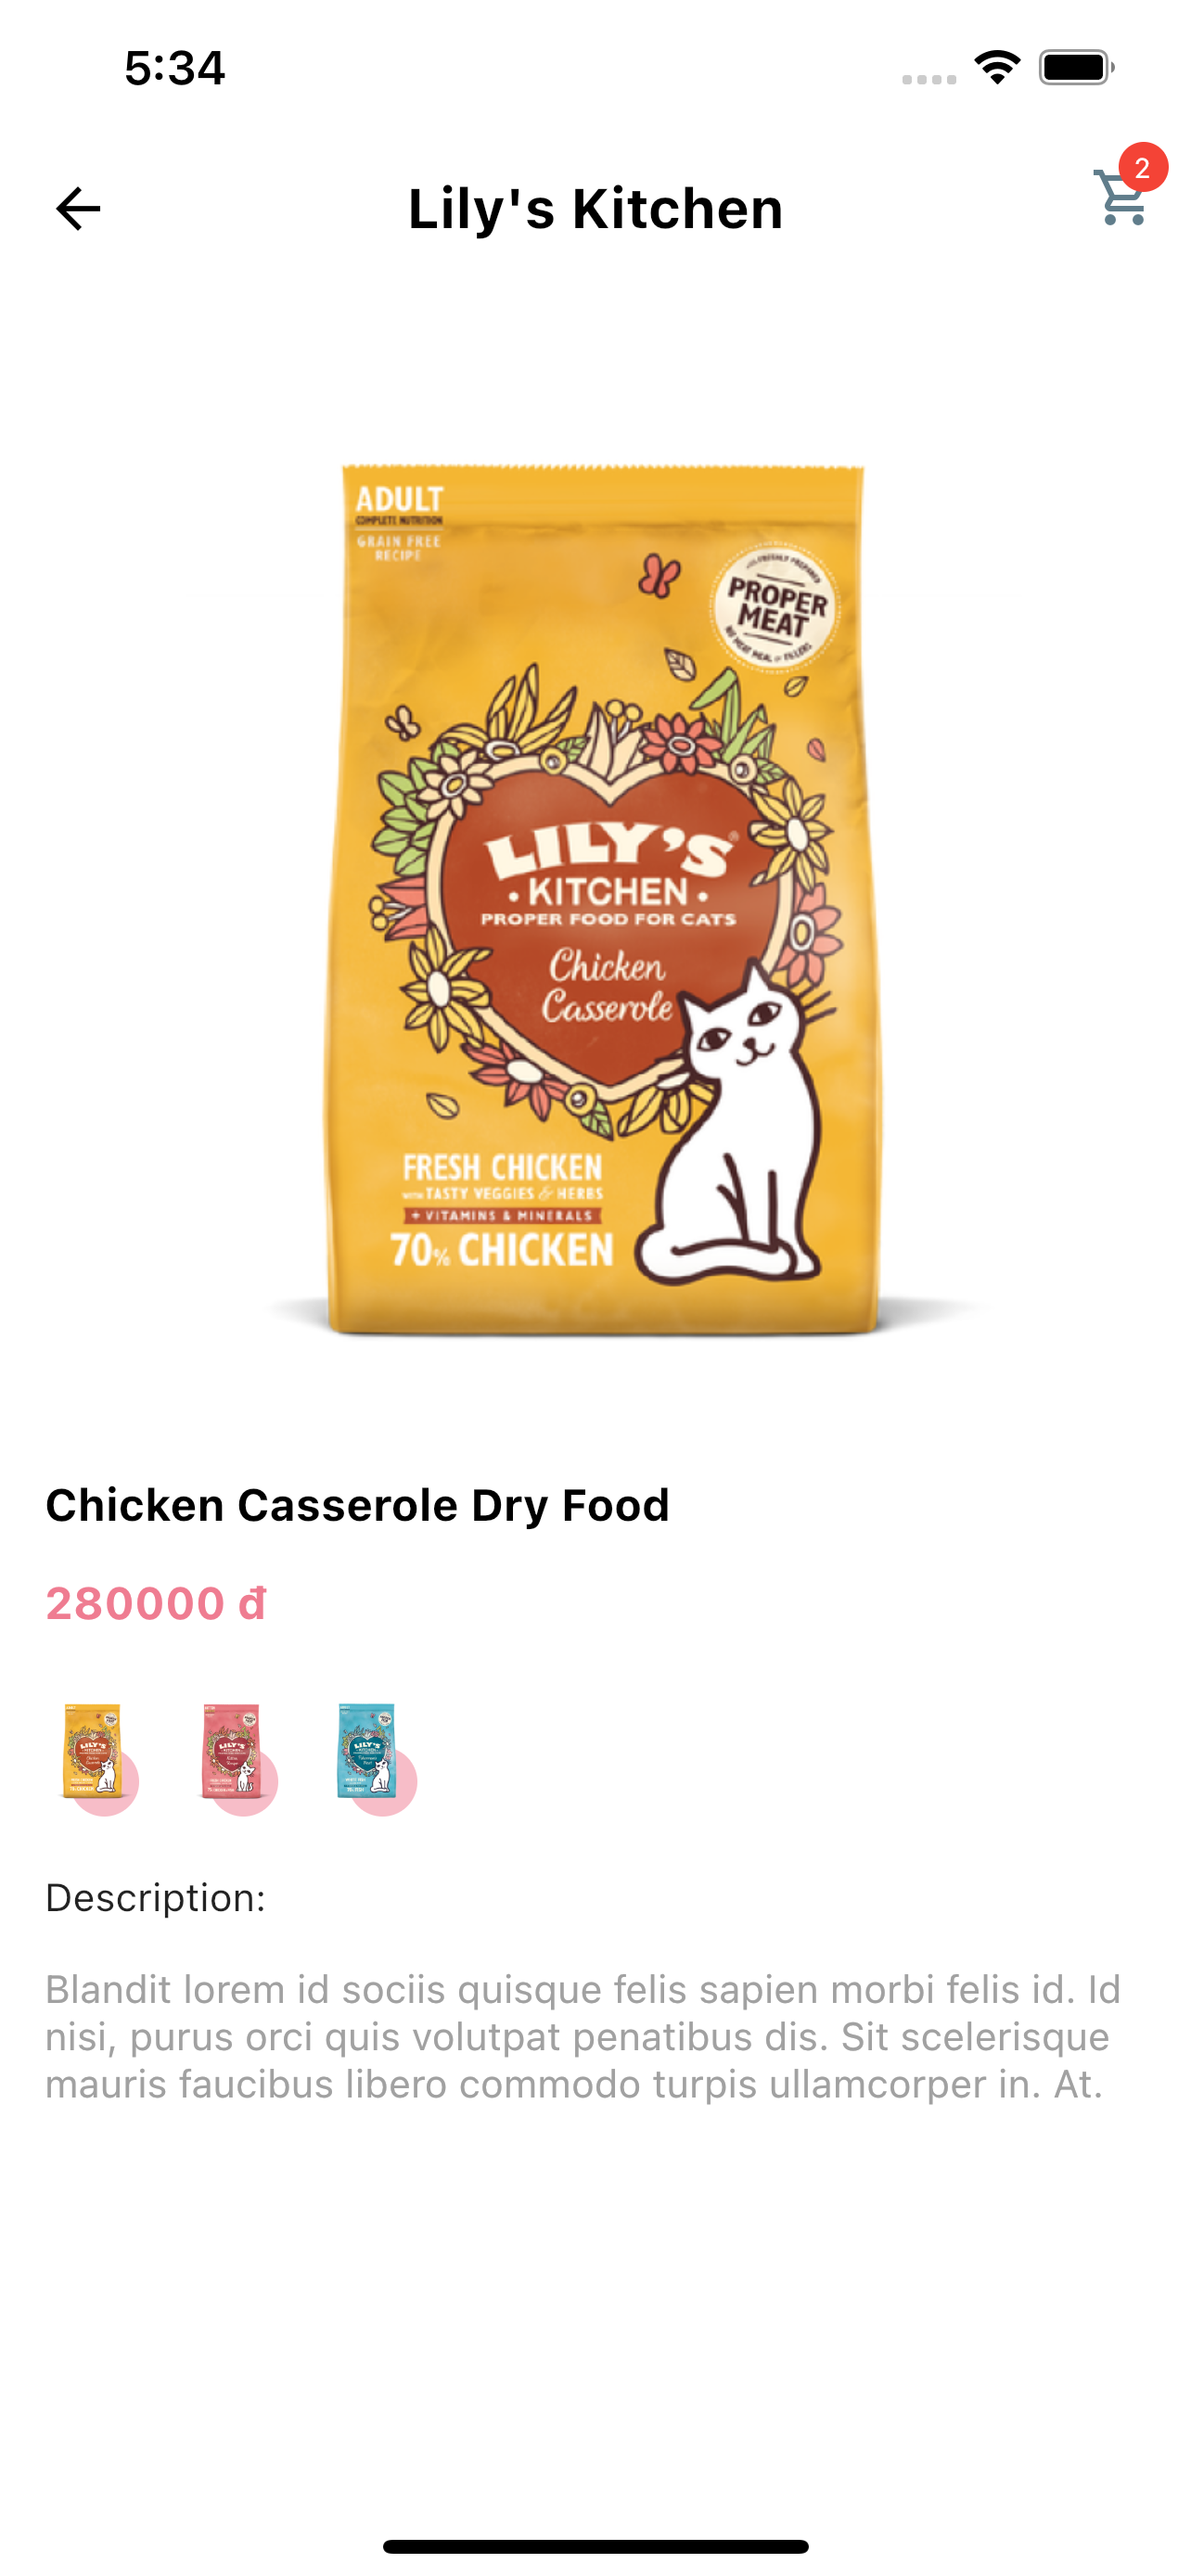 5:34
2
Lily's Kitchen
ADULT
COMPLETE NUTRITION
GRAIN FREE
RECIPE
PROPER
MEAT
LILY'S
• KITCHEN •
PROPER FOOD FOR CATS
Chicken
Casserole
FRESH CHICKEN
WITH TASTY VEGGIES & HERBS
+ VITAMINS & MINERALS
70% CHICKEN
Chicken Casserole Dry Food
280000 đ
LILY'S
LILY'S
LILY'S
Description:
Blandit lorem id sociis quisque felis sapien morbi felis id. Id
nisi, purus orci quis volutpat penatibus dis. Sit scelerisque
mauris faucibus libero commodo turpis ullamcorper in. At.